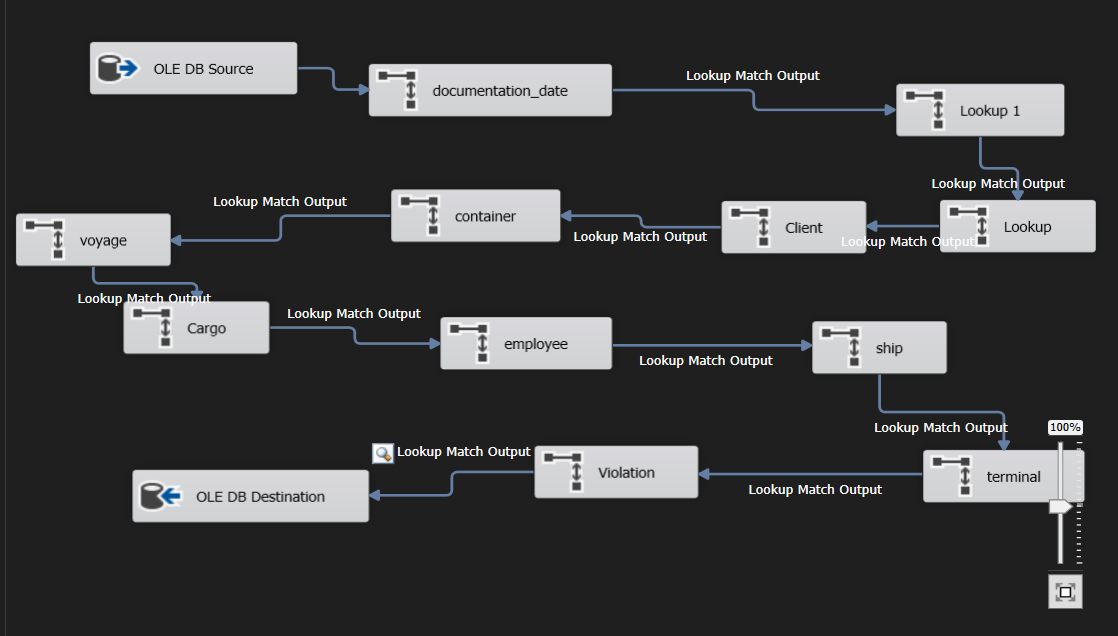 OLE DB Source
documentation_date
Lookup Match Output
Lookup 1
Lookup Match Output
Lookup
Lookup Match Output
Client
Lookup Match Output
container
Lookup Match Output
voyage
Lookup Match Output
Cargo
Lookup Match Output
employee
Lookup Match Output
ship
Lookup Match Output
terminal
100%
Lookup Match Output
Violation
Lookup Match Output
OLE DB Destination